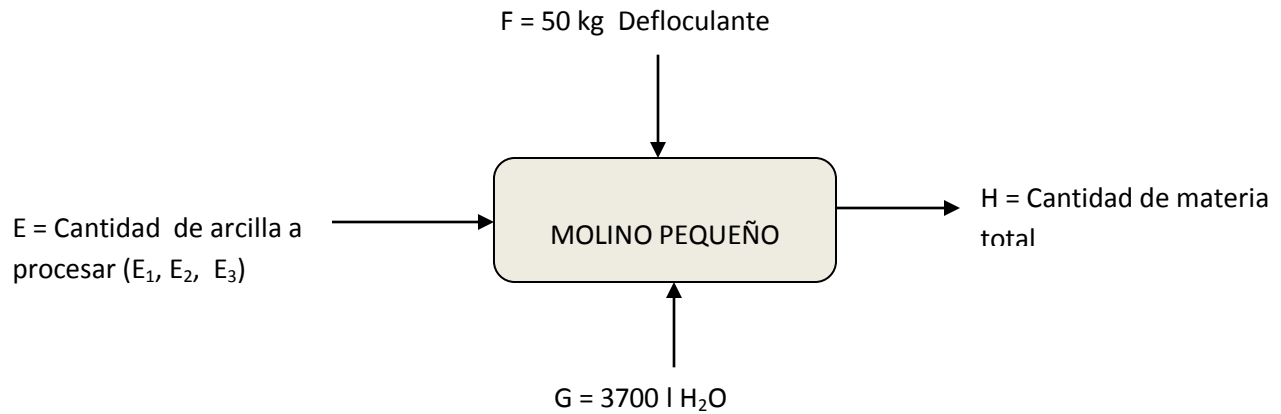 F = 50 kg  Defloculante
E = Cantidad  de arcilla a
procesar (E₁, E₂,  E₃)
MOLINO PEQUEÑO
H = Cantidad de materia
total
G = 3700 l H₂O